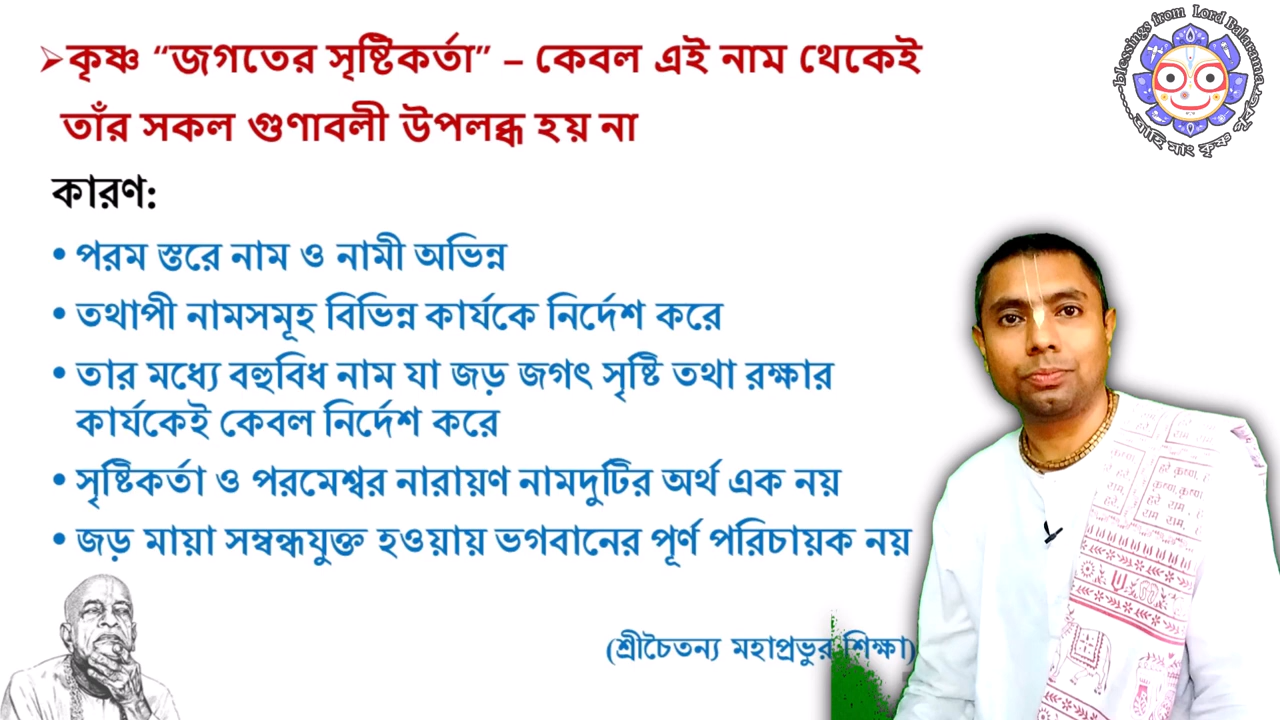 ➢কৃষ্ণ “জগতের সৃষ্টিকর্তা” – কেবল এই নাম থেকেই
তাঁর সকল গুণাবলী উপলব্ধ হয় না
কারণ:
• পরম স্তরে নাম ও নামী অভিন্ন
• তথাপী নামসমূহ বিভিন্ন কার্যকে নির্দেশ করে
• তার মধ্যে বহুবিধ নাম যা জড় জগৎ সৃষ্টি তথা রক্ষার
কার্যকেই কেবল নির্দেশ করে
• সৃষ্টিকর্তা ও পরমেশ্বর নারায়ণ নামদুটির অর্থ এক নয়
• জড় মায়া সম্বন্ধযুক্ত হওয়ায় ভগবানের পূর্ণ পরিচায়ক নয়
(শ্রীচৈতন্য মহাপ্রভুর শিক্ষা)
blessings from Lord Balarama
ত্রাহি মাং কৃষ্ণ
হরে কৃষ্ণ